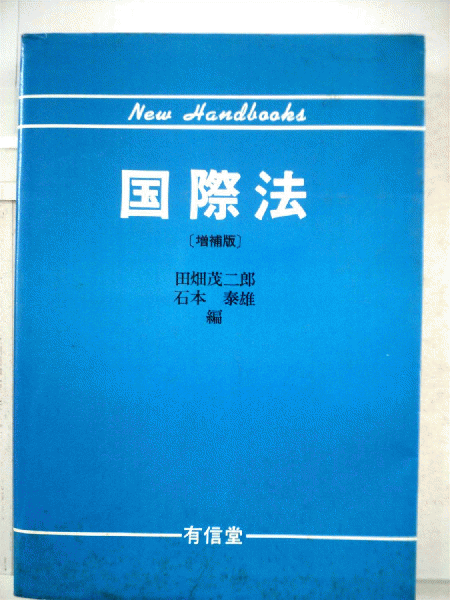 New Handbooks
国際法
〔増補版〕
田畑茂二郎
石本 泰雄
編
有信堂